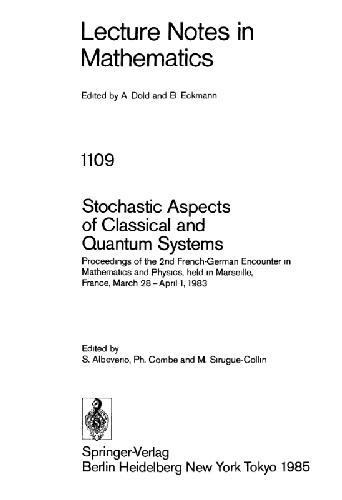 Lecture Notes in
Mathematics
Edited by A. Dold and B. Eckmann
1109
Stochastic Aspects
of Classical and
Quantum Systems
Proceedings of the 2nd French-German Encounter in
Mathematics and Physics, held in Marseille,
France, March 28 – April 1, 1983
Edited by
S. Albeverio, Ph. Combe and M. Sirugue-Collin
Springer-Verlag
Berlin Heidelberg New York Tokyo 1985